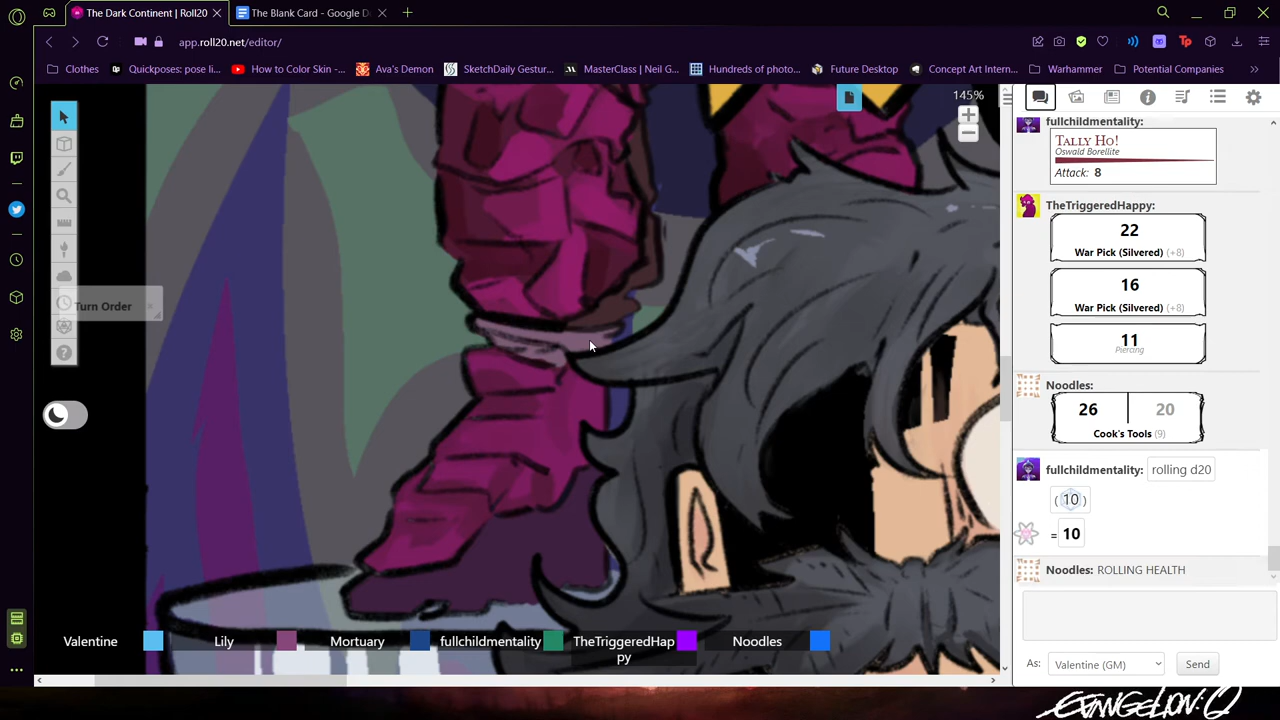 The Dark Continent | Roll20
The Blank Card - Google D
app.roll20.net/editor/
Clothes
Quickposes: pose li...
How to Color Skin -...
Ava's Demon
SketchDaily Gestur...
MasterClass | Neil G...
Hundreds of photo...
Future Desktop
Concept Art Intern...
Warhammer
Potential Companies
Tp
145%
Turn Order
fullchildmentality:
TALLY HO!
Oswald Borellite
Attack: 8
TheTriggeredHappy:
22
War Pick (Silvered) (+8)
16
War Pick (Silvered) (+8)
11
Piercing
Noodles:
26 20
Cook's Tools (9)
fullchildmentality: rolling d20
(10)
= 10
Noodles: ROLLING HEALTH
Valentine
Lily
Mortuary
fullchildmentality
TheTriggeredHap
py
Noodles
As: Valentine (GM) Send
EVANGELION: